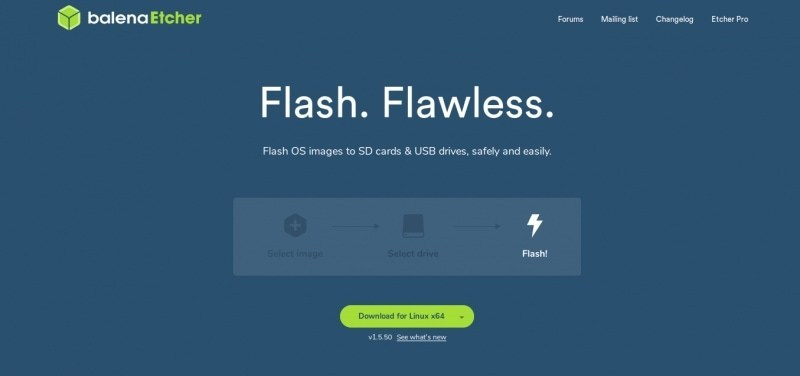 balenaEtcher
Forums Mailing list Changelog Etcher Pro
Flash. Flawless.
Flash OS images to SD cards & USB drives, safely and easily.
Select image Select drive Flash!
Download for Linux x64
v1.5.50 See what's new